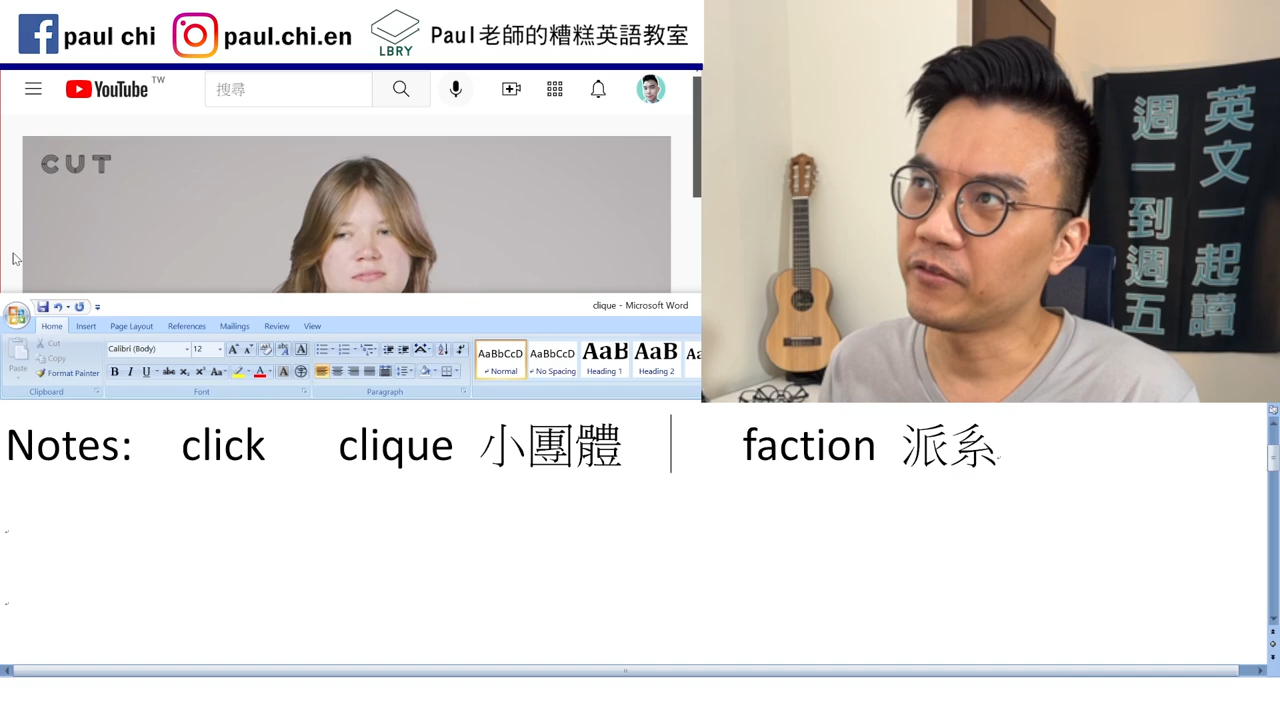 paul chi
paul.chi.en
LBRY
Paul老師的糟糕英語教室
YouTube TW
搜尋
CUT
clique - Microsoft Word
Home Insert Page Layout References Mailings Review View
Paste
Cut
Copy
Format Painter
Clipboard
Calibri (Body) 12
Font
Paragraph
AaBbCcD AaBbCcD AaBb AaB Aa
Normal No Spacing Heading 1 Heading 2
英文一起讀
週一到週五
Notes: click clique 小團體 faction 派系